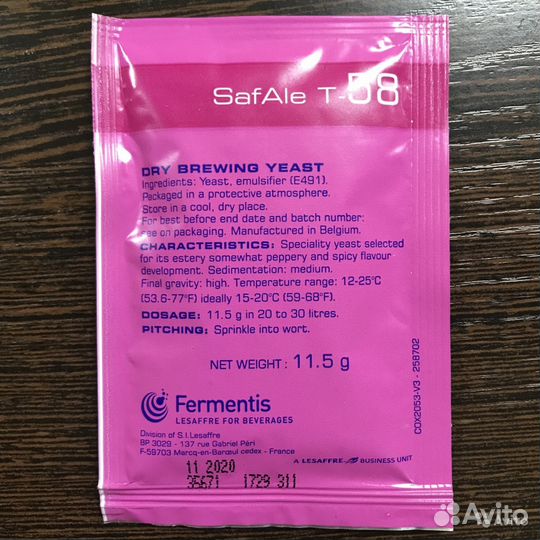 SafAle T-58
DRY BREWING YEAST
Ingredients: Yeast, emulsifier (E491).
Packaged in a protective atmosphere.
Store in a cool, dry place.
For best before end date and batch number:
see on packaging. Manufactured in Belgium.
CHARACTERISTICS: Speciality yeast selected
for its estery somewhat peppery and spicy flavour
development. Sedimentation: medium.
Final gravity: high. Temperature range: 12-25°C
(53.6-77°F) ideally 15-20°C (59-68°F).
DOSAGE: 11.5 g in 20 to 30 litres.
PITCHING: Sprinkle into wort.
NET WEIGHT : 11.5 g
Fermentis
LESAFFRE FOR BEVERAGES
Division of S.I.Lesaffre
BP 3029 - 137 rue Gabriel Péri
F-59703 Marcq-en-Barœul cedex - France
A LESAFFRE BUSINESS UNIT
11 2020
35671 1729 311
COX2053-V3 - 258702
Avito